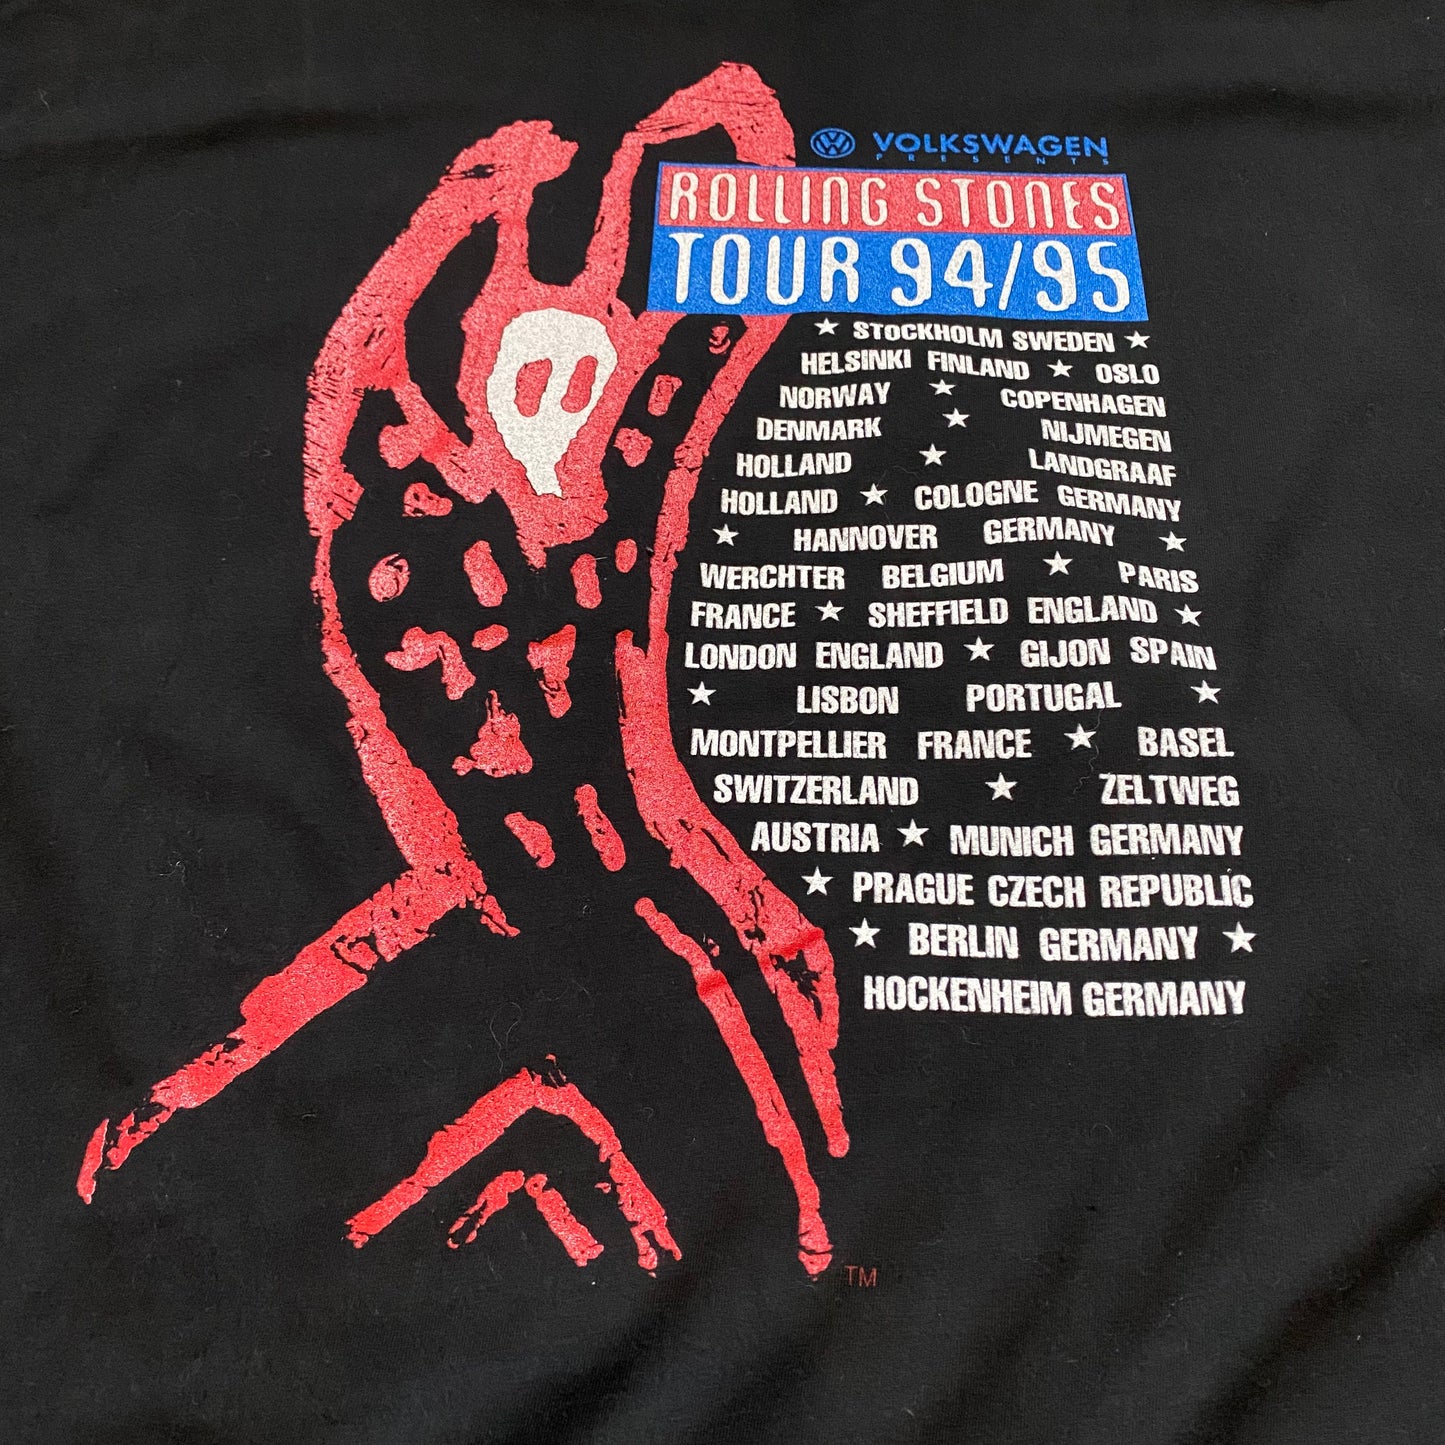 VW VOLKSWAGEN
PRESENTS
ROLLING STONES
TOUR 94/95
★ STOCKHOLM SWEDEN ★
HELSINKI FINLAND ★ OSLO
NORWAY ★ COPENHAGEN
DENMARK ★ NIJMEGEN
HOLLAND ★ LANDGRAAF
HOLLAND ★ COLOGNE GERMANY
★ HANNOVER GERMANY ★
WERCHTER BELGIUM ★ PARIS
FRANCE ★ SHEFFIELD ENGLAND ★
LONDON ENGLAND ★ GIJON SPAIN
★ LISBON PORTUGAL ★
MONTPELLIER FRANCE ★ BASEL
SWITZERLAND ★ ZELTWEG
AUSTRIA ★ MUNICH GERMANY
★ PRAGUE CZECH REPUBLIC
★ BERLIN GERMANY ★
HOCKENHEIM GERMANY
TM